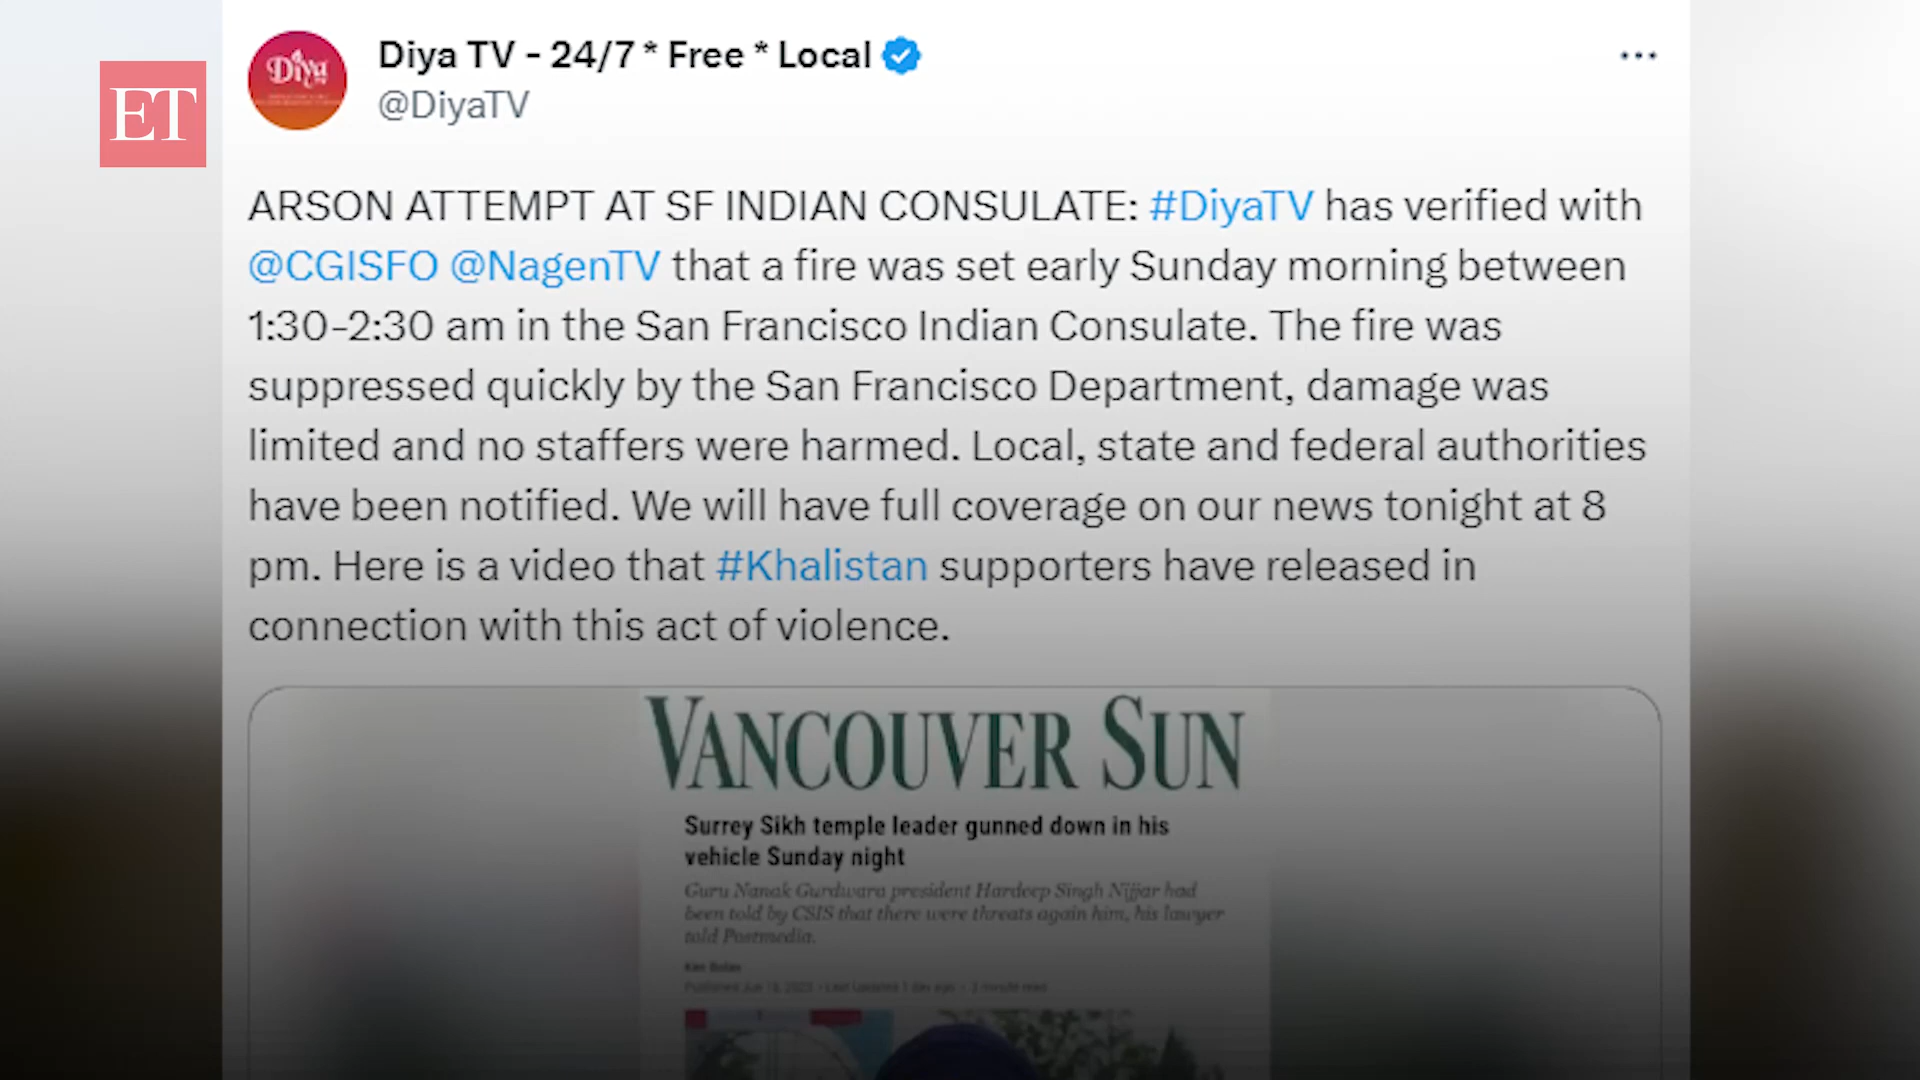 Diya TV - 24/7 * Free * Local
@DiyaTV
Diya
ET
ARSON ATTEMPT AT SF INDIAN CONSULATE: #DiyaTV has verified with
@CGISFO @NagenTV that a fire was set early Sunday morning between
1:30-2:30 am in the San Francisco Indian Consulate. The fire was
suppressed quickly by the San Francisco Department, damage was
limited and no staffers were harmed. Local, state and federal authorities
have been notified. We will have full coverage on our news tonight at 8
pm. Here is a video that #Khalistan supporters have released in
connection with this act of violence.
VANCOUVER SUN
Surrey Sikh temple leader gunned down in his
vehicle Sunday night
Guru Nanak Gurdwara president Hardeep Singh Nijjar had
been told by CSIS that there were threats again him, his lawyer
told Postmedia.